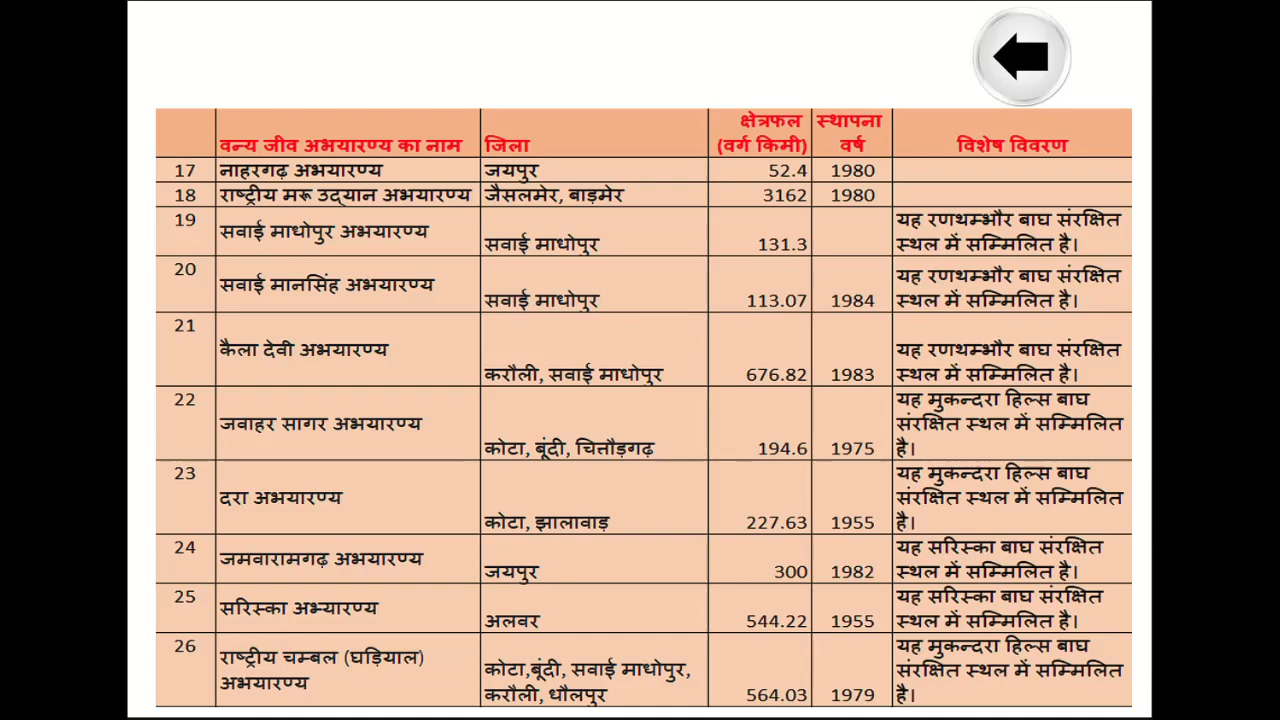 वन्य जीव अभयारण्य का नाम जिला क्षेत्रफल (वर्ग किमी) स्थापना वर्ष विशेष विवरण
17 नाहरगढ़ अभयारण्य जयपुर 52.4 1980
18 राष्ट्रीय मरू उद्यान अभयारण्य जैसलमेर, बाड़मेर 3162 1980
19 सवाई माधोपुर अभयारण्य सवाई माधोपुर 131.3 यह रणथम्भौर बाघ संरक्षित स्थल में सम्मिलित है।
20 सवाई मानसिंह अभयारण्य सवाई माधोपुर 113.07 1984 यह रणथम्भौर बाघ संरक्षित स्थल में सम्मिलित है।
21 कैला देवी अभयारण्य करौली, सवाई माधोपुर 676.82 1983 यह रणथम्भौर बाघ संरक्षित स्थल में सम्मिलित है।
22 जवाहर सागर अभयारण्य कोटा, बूंदी, चित्तौड़गढ़ 194.6 1975 यह मुकन्दरा हिल्स बाघ संरक्षित स्थल में सम्मिलित है।
23 दरा अभयारण्य कोटा, झालावाड़ 227.63 1955 यह मुकन्दरा हिल्स बाघ संरक्षित स्थल में सम्मिलित है।
24 जमवारामगढ़ अभयारण्य जयपुर 300 1982 यह सरिस्का बाघ संरक्षित स्थल में सम्मिलित है।
25 सरिस्का अभ्यारण्य अलवर 544.22 1955 यह सरिस्का बाघ संरक्षित स्थल में सम्मिलित है।
26 राष्ट्रीय चम्बल (घड़ियाल) अभयारण्य कोटा,बूंदी, सवाई माधोपुर, करौली, धौलपुर 564.03 1979 यह मुकन्दरा हिल्स बाघ संरक्षित स्थल में सम्मिलित है।